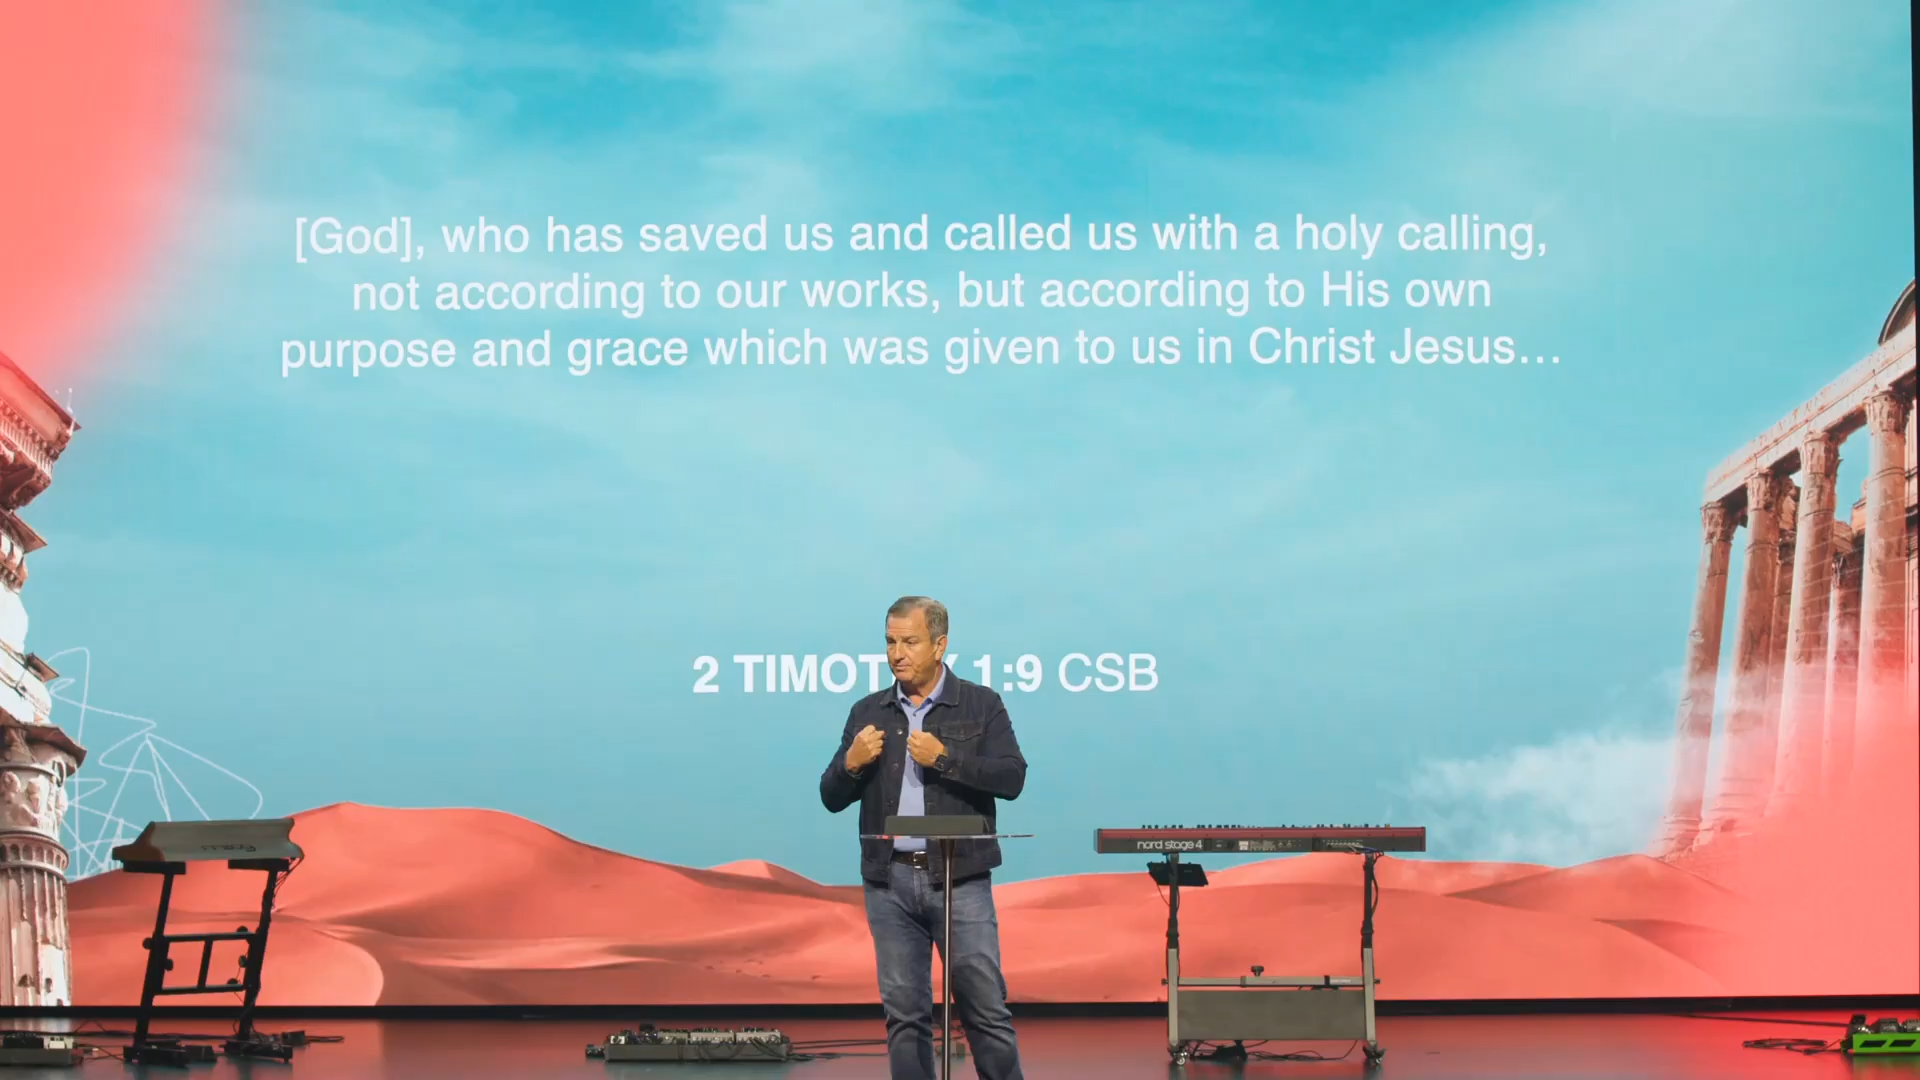 [God], who has saved us and called us with a holy calling,
not according to our works, but according to His own
purpose and grace which was given to us in Christ Jesus…
2 TIMOT Y 1:9 CSB
nord stage 4